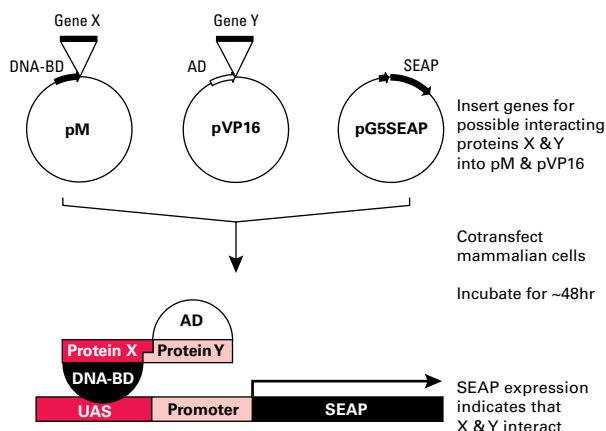 Gene X
Gene Y
DNA-BD
AD
SEAP
pM
pVP16
pG5SEAP
Insert genes for
possible interacting
proteins X & Y
into pM & pVP16
Cotransfect
mammalian cells
Incubate for ~48hr
AD
Protein X
Protein Y
DNA-BD
UAS
Promoter
SEAP
SEAP expression
indicates that
X & Y interact